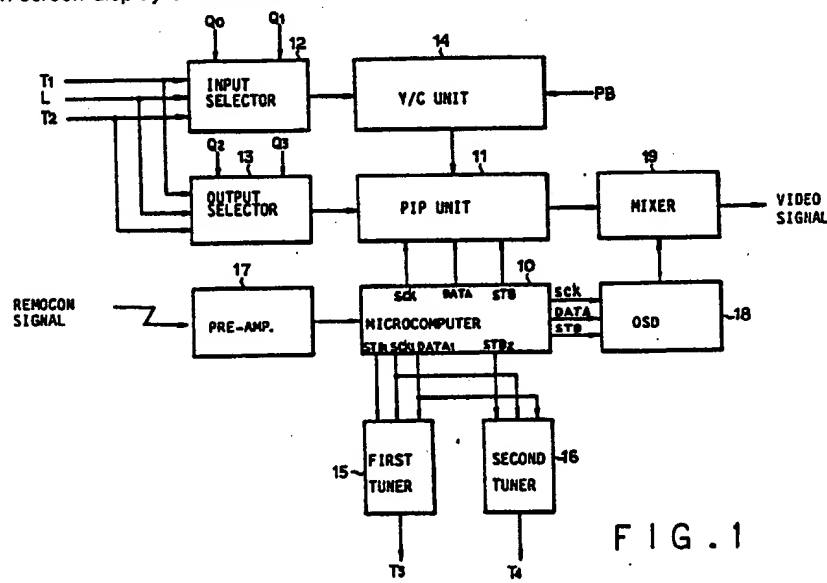 Q0
Q1
12
14
T1
L
T2
INPUT
SELECTOR
Y/C UNIT
PB
Q2
Q3
13
11
19
OUTPUT
SELECTOR
PIP UNIT
MIXER
VIDEO
SIGNAL
17
10
REMOCON
SIGNAL
PRE-AMP.
SCK
DATA
STB
MICROCOMPUTER
STB1
SCK1
DATA1
STB2
SCK
DATA
STB
OSD
18
15
FIRST
TUNER
SECOND
TUNER
16
T3
T4
FIG.1